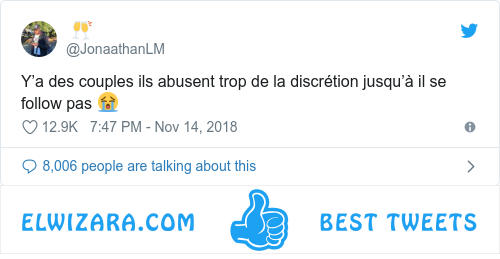 🥂
@JonaathanLM
Y’a des couples ils abusent trop de la discrétion jusqu’à il se
follow pas 😭
12.9K 7:47 PM - Nov 14, 2018
8,006 people are talking about this
ELWIZARA.COM BEST TWEETS